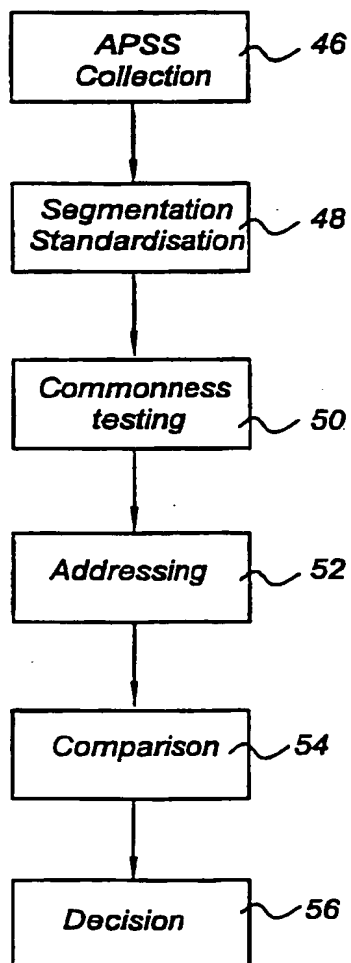 APSS 46
Collection
Segmentation
Standardisation 48
Commonness
testing 50
Addressing 52
Comparison 54
Decision 56